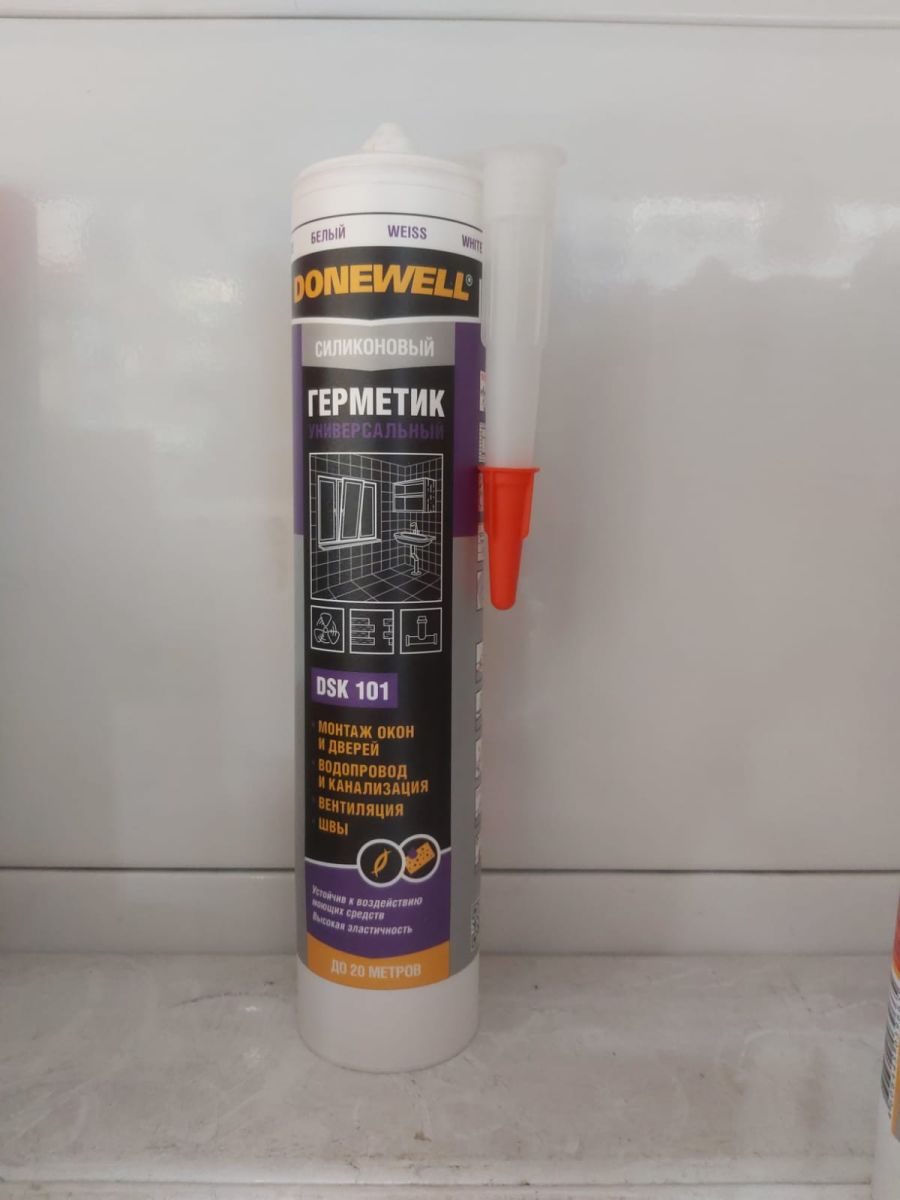 БЕЛЫЙ WEISS WHITE
DONEWELL®
СИЛИКОНОВЫЙ
ГЕРМЕТИК
УНИВЕРСАЛЬНЫЙ
DSK 101
МОНТАЖ ОКОН
И ДВЕРЕЙ
ВОДОПРОВОД
И КАНАЛИЗАЦИЯ
ВЕНТИЛЯЦИЯ
ШВЫ
Устойчив к воздействию
моющих средств
Высокая эластичность
ДО 20 МЕТРОВ